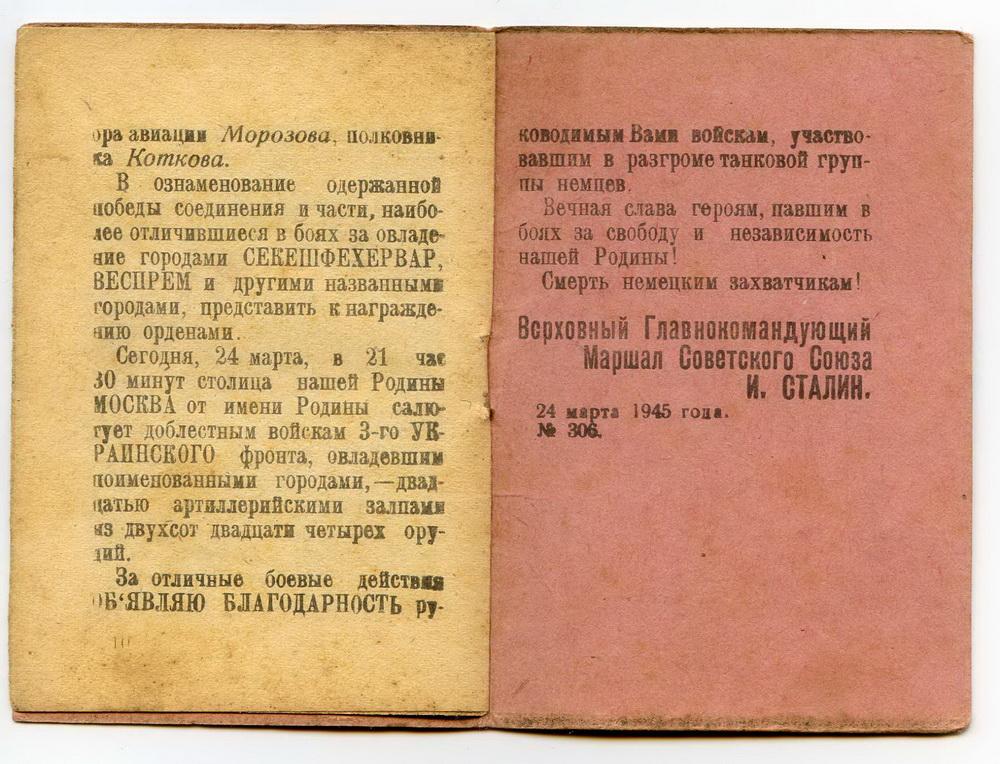 ора авиации Морозова, полковни-
ка Коткова.
В ознаменование одержанной
победы соединения и части, наибо-
лее отличившиеся в боях за овладе-
ние городами СЕКЕШФЕХЕРВАР,
ВЕСПРЕМ и другими названными
городами, представить к награжде-
нию орденами.
Сегодня, 24 марта, в 21 час
30 минут столица нашей Родины
МОСКВА от имени Родины салю-
тует доблестным войскам 3-го УК-
РАИНСКОГО фронта, овладевшим
поименованными городами,—двад-
цатью артиллерийскими залпами
из двухсот двадцати четырех ору-
дий.
За отличные боевые действия
ОБ‘ЯВЛЯЮ БЛАГОДАРНОСТЬ ру-
10
ководимым Вами войскам, участво-
вавшим в разгроме танковой груп-
пы немцев.
Вечная слава героям, павшим в
боях за свободу и независимость
нашей Родины!
Смерть немецким захватчикам!
Верховный Главнокомандующий
Маршал Советского Союза
И. СТАЛИН.
24 марта 1945 года.
№ 306.